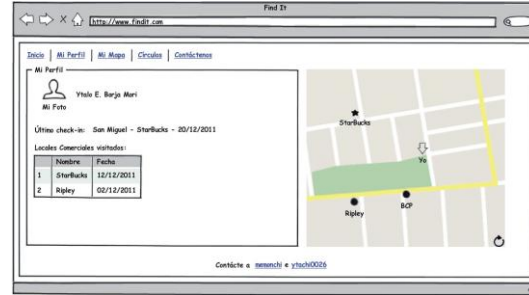 Find It
http://www.findit.com
Inicio | Mi Perfil | Mi Mapa | Círculos | Contáctenos
Mi Perfil
Ytalo E. Borja Mori
Mi Foto
Último check-in: San Miguel - StarBucks - 20/12/2011
Locales Comerciales visitados:
Nombre Fecha
1 StarBucks 12/12/2011
2 Ripley 02/12/2011
StarBucks
Yo
BCP
Ripley
Contácte a menunchi e ytachi0026